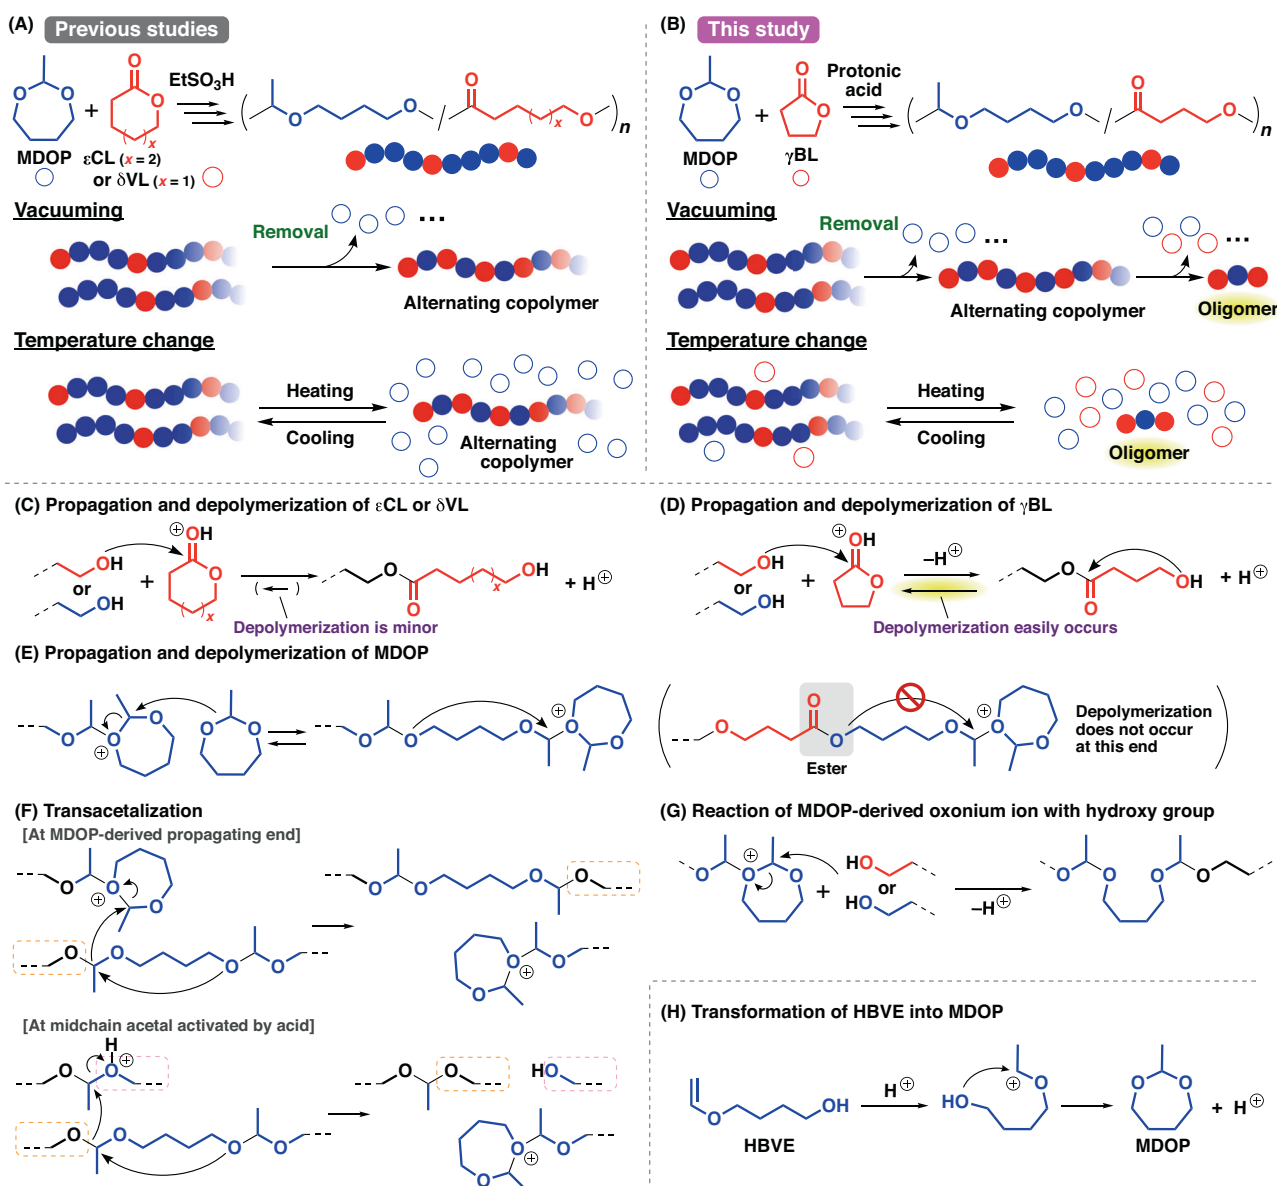 (A) Previous studies
EtSO3H
O
O
O
O
+
O
O
O
O
x
x
n
MDOP
εCL (x = 2)
or δVL (x = 1)
Vacuuming
Removal
...
Alternating copolymer
Temperature change
Heating
Cooling
Alternating
copolymer
(B) This study
Protonic
acid
O
O
O
O
+
O
O
O
O
n
MDOP
γBL
Vacuuming
Removal
...
...
Alternating copolymer
Oligomer
Temperature change
Heating
Cooling
Oligomer
(C) Propagation and depolymerization of εCL or δVL
⊕OH
OH
or
OH
+
O
x
O
O
x
OH
+ H⊕
Depolymerization is minor
(D) Propagation and depolymerization of γBL
⊕OH
OH
or
OH
+
O
–H⊕
O
O
OH
+ H⊕
Depolymerization easily occurs
(E) Propagation and depolymerization of MDOP
O
O
⊕
O
O
O
O
O
O
O
⊕
O
O
O
O
O
Ester
O
O
⊕
O
Depolymerization
does not occur
at this end
(F) Transacetalization
[At MDOP-derived propagating end]
O
O
⊕
O
O
O
O
O
O
O
O
O
O
O
O
⊕
O
[At midchain acetal activated by acid]
H
O
O
⊕
O
O
O
O
O
O
HO
O
O
⊕
O
(G) Reaction of MDOP-derived oxonium ion with hydroxy group
O
O
⊕
O
+
HO
or
HO
–H⊕
O
O
O
O
(H) Transformation of HBVE into MDOP
O
OH
HBVE
H⊕
HO
⊕
O
O
O
MDOP
+ H⊕